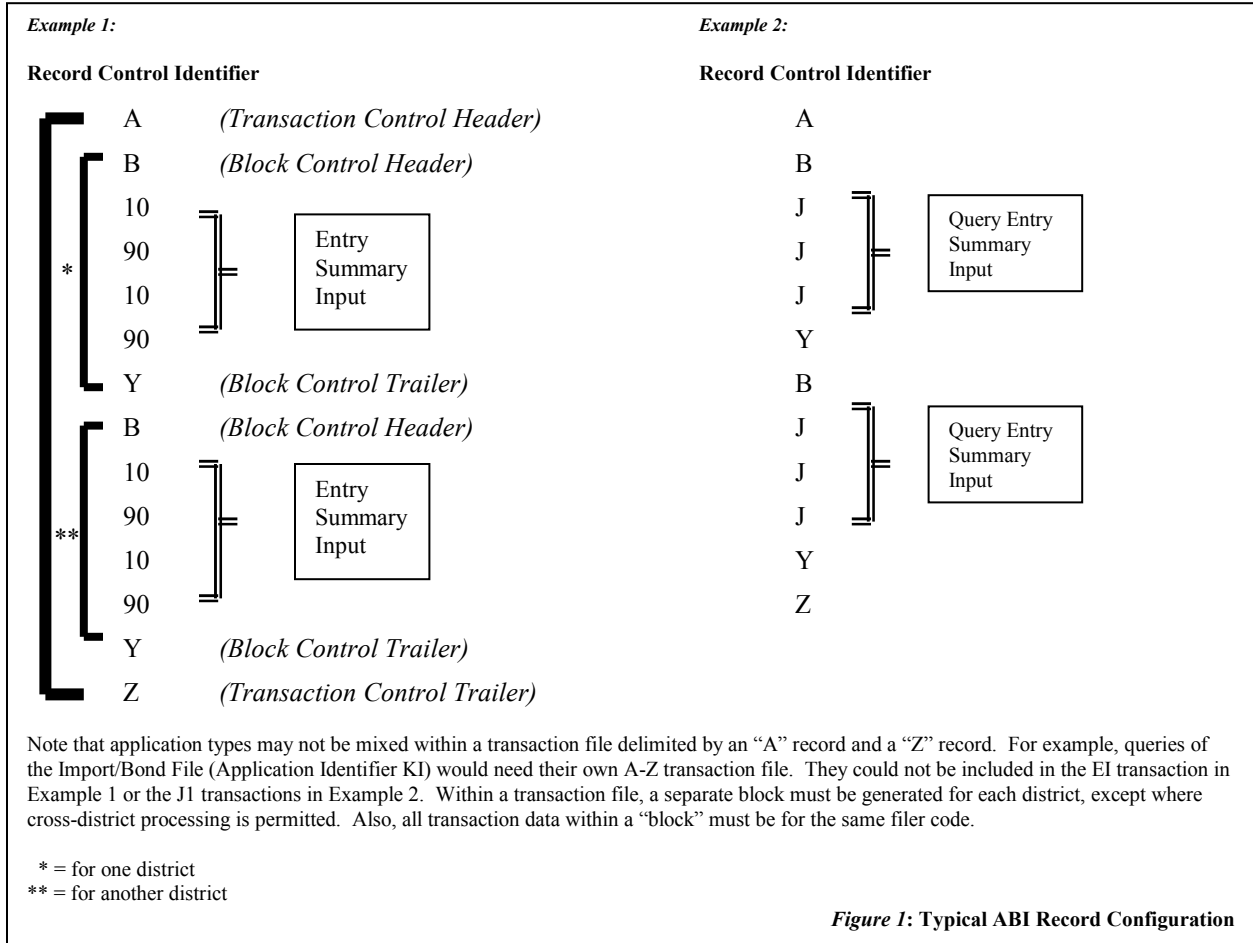 Example 1:
Record Control Identifier
A (Transaction Control Header)
B (Block Control Header)
10
90
10
90
*
Entry
Summary
Input
Y (Block Control Trailer)
B (Block Control Header)
10
90
10
90
**
Entry
Summary
Input
Y (Block Control Trailer)
Z (Transaction Control Trailer)
Example 2:
Record Control Identifier
A
B
J
J
J
Query Entry
Summary
Input
Y
B
J
J
J
Query Entry
Summary
Input
Y
Z
Note that application types may not be mixed within a transaction file delimited by an “A” record and a “Z” record. For example, queries of
the Import/Bond File (Application Identifier KI) would need their own A-Z transaction file. They could not be included in the EI transaction in
Example 1 or the J1 transactions in Example 2. Within a transaction file, a separate block must be generated for each district, except where
cross-district processing is permitted. Also, all transaction data within a “block” must be for the same filer code.
* = for one district
** = for another district
Figure 1: Typical ABI Record Configuration